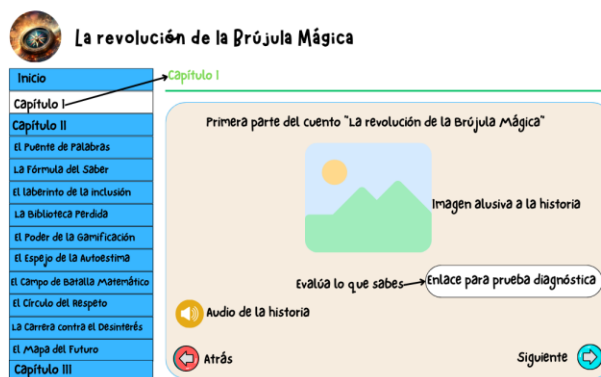 La revolución de la Brújula Mágica
Inicio
Capítulo I
Capítulo II
El Puente de Palabras
La Fórmula del Saber
El laberinto de la inclusión
La Biblioteca Perdida
El Poder de la Gamificación
El Espejo de la Autoestima
El Campo de Batalla Matemático
El Círculo del Respeto
La Carrera contra el Desinterés
El Mapa del Futuro
Capítulo III
Capítulo I
Primera parte del cuento "La revolución de la Brújula Mágica"
Imagen alusiva a la historia
Evalúa lo que sabes
Enlace para prueba diagnóstica
Audio de la historia
Atrás
Siguiente